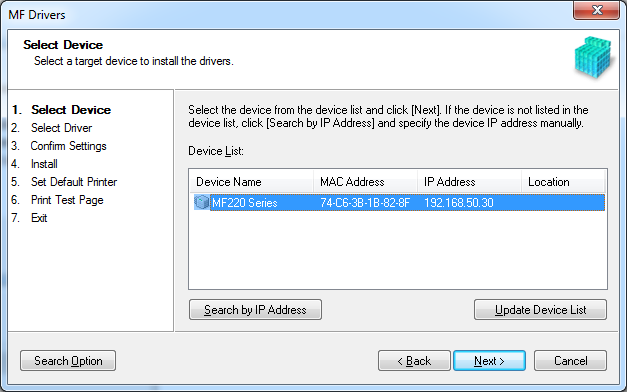 MF Drivers
Select Device
Select a target device to install the drivers.
1. Select Device
2. Select Driver
3. Confirm Settings
4. Install
5. Set Default Printer
6. Print Test Page
7. Exit
Select the device from the device list and click [Next]. If the device is not listed in the
device list, click [Search by IP Address] and specify the device IP address manually.
Device List:
Device Name MAC Address IP Address Location
MF220 Series 74-C6-3B-1B-82-8F 192.168.50.30
Search by IP Address Update Device List
Search Option < Back Next > Cancel